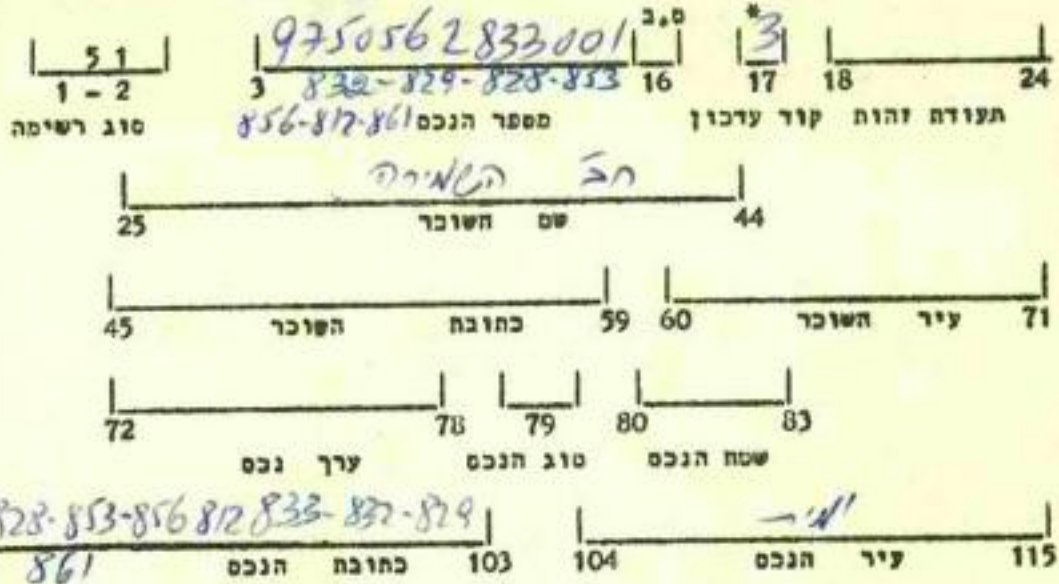 51 9750562833001 ס.ב *3
1 - 2 3 832-829-828-853 16 17 18 24
סוג רשימה מספר הנכס 856-812-861 קוד עדכון תעודת זהות
חב' השמירה
25 שם השוכר 44
45 כתובת השוכר 59 60 עיר השוכר 71
72 78 79 80 83
ערך נכס סוג הנכס שטח הנכס
828-853-856 812 833-832-829 ימית
861 כתובת הנכס 103 104 עיר הנכס 115